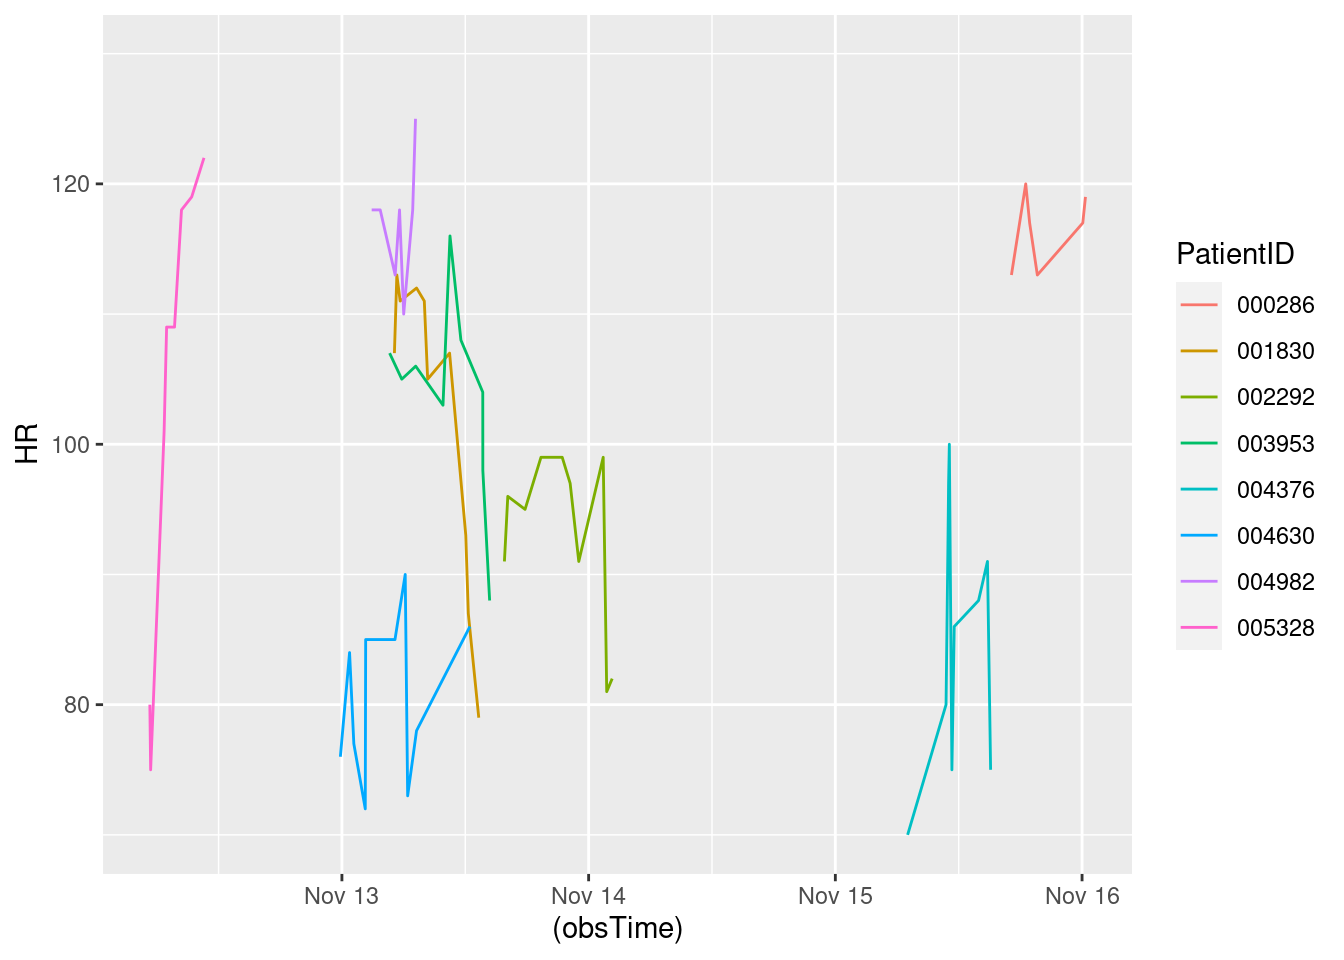 120
100
80
HR
Nov 13
Nov 14
Nov 15
Nov 16
(obsTime)
PatientID
000286
001830
002292
003953
004376
004630
004982
005328